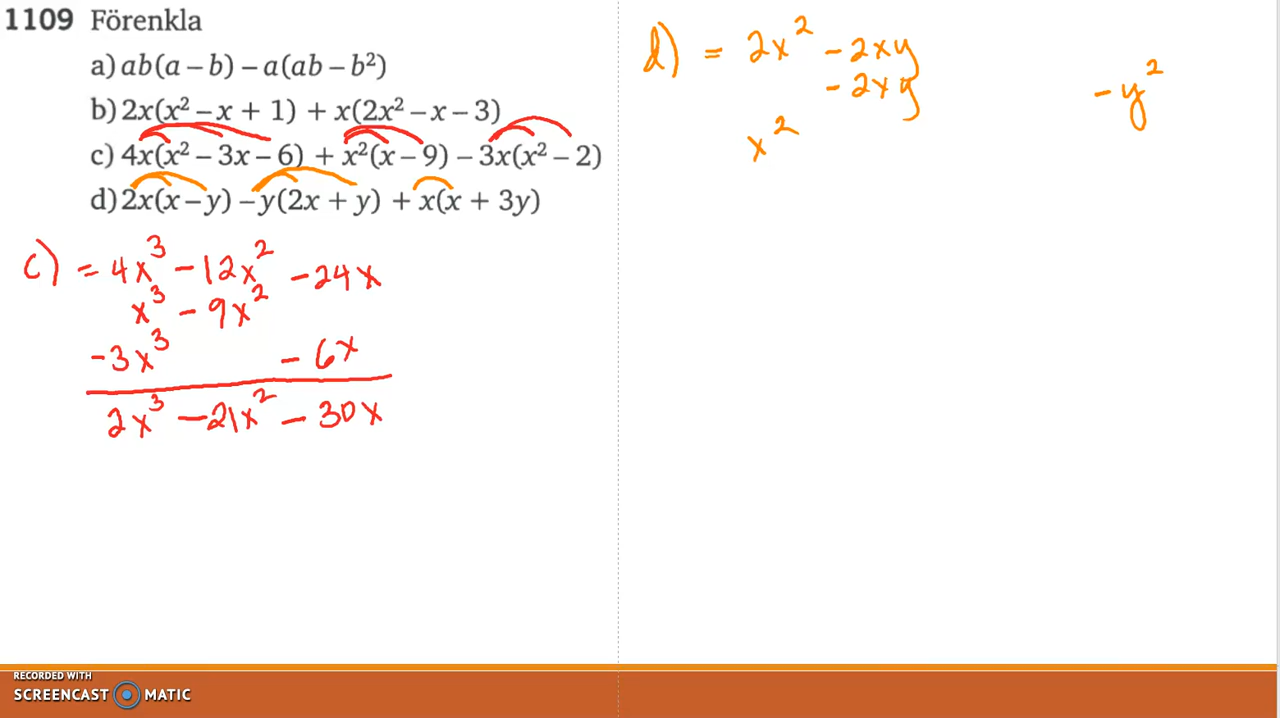 1109 Förenkla
a) ab(a − b) − a(ab − b²)
b) 2x(x² − x + 1) + x(2x² − x − 3)
c) 4x(x² − 3x − 6) + x²(x − 9) − 3x(x² − 2)
d) 2x(x − y) − y(2x + y) + x(x + 3y)
c) = 4x³ − 12x² − 24x
x³ − 9x²
−3x³ − 6x
2x³ − 21x² − 30x
d) = 2x² − 2xy
− 2xy − y²
x²
RECORDED WITH
SCREENCAST MATIC